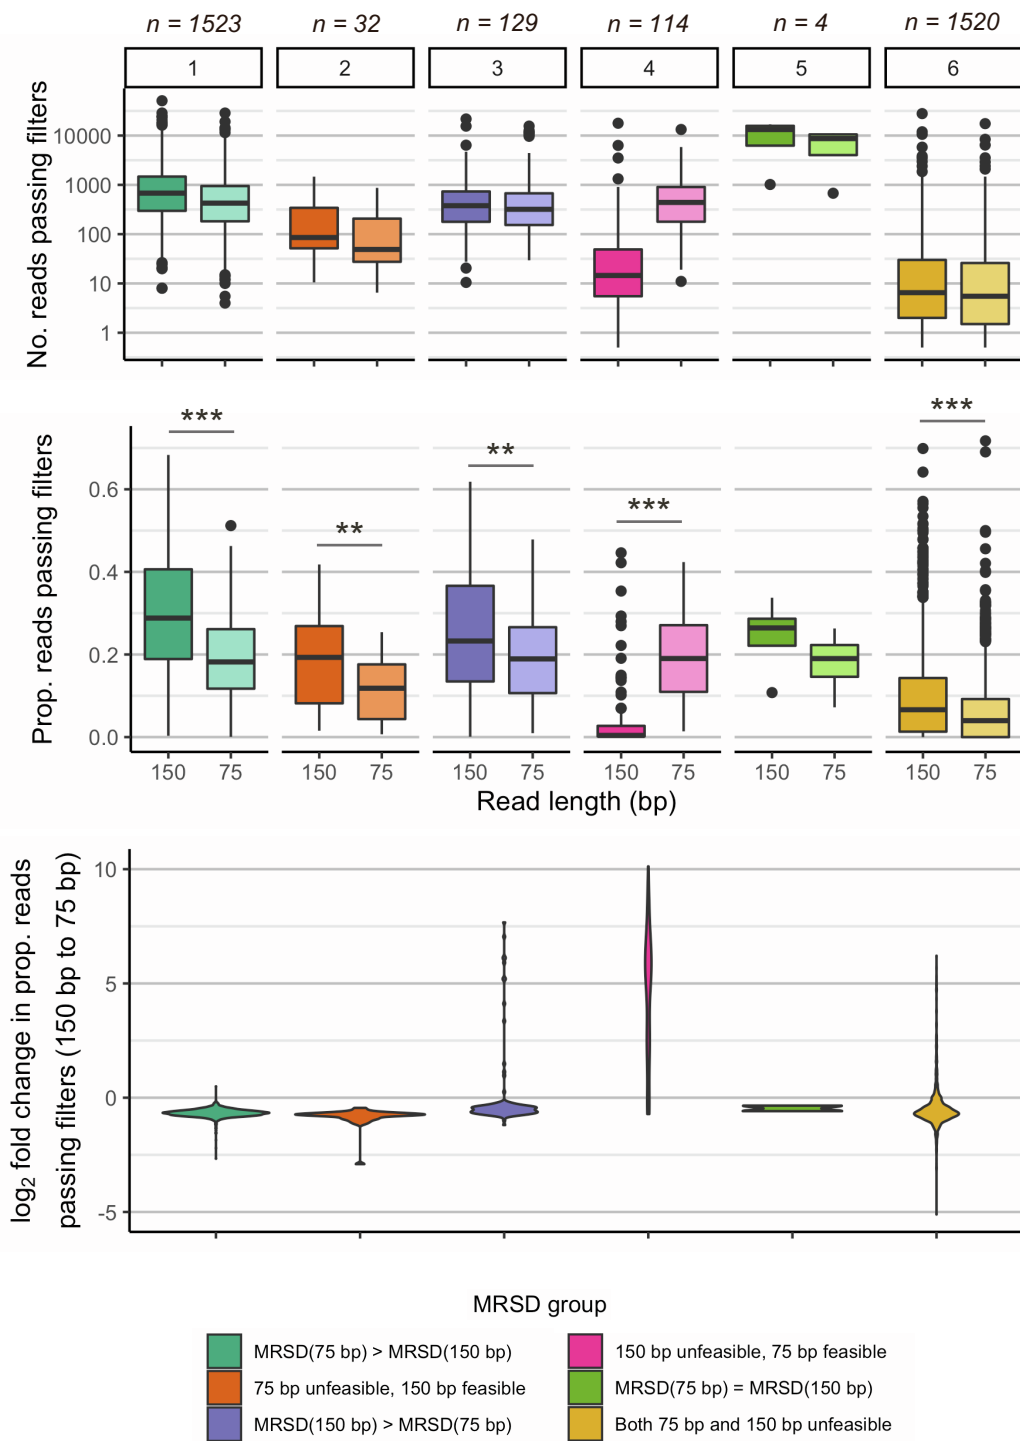 n = 1523 n = 32 n = 129 n = 114 n = 4 n = 1520
1 2 3 4 5 6
No. reads passing filters
10000
1000
100
10
1
Prop. reads passing filters
*** ** ** *** ***
0.6
0.4
0.2
0.0
150 75 150 75 150 75 150 75 150 75 150 75
Read length (bp)
log2 fold change in prop. reads
passing filters (150 bp to 75 bp)
10
5
0
-5
MRSD group
MRSD(75 bp) > MRSD(150 bp)
75 bp unfeasible, 150 bp feasible
MRSD(150 bp) > MRSD(75 bp)
150 bp unfeasible, 75 bp feasible
MRSD(75 bp) = MRSD(150 bp)
Both 75 bp and 150 bp unfeasible